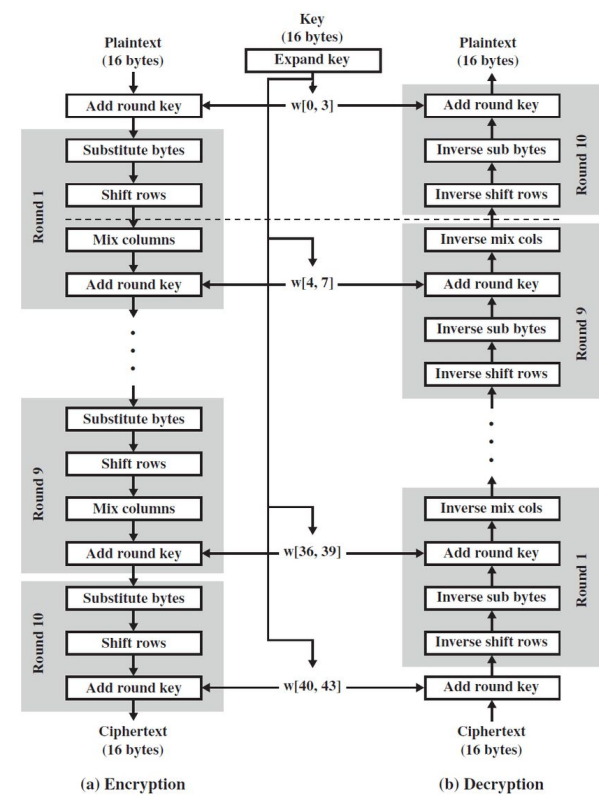 Key
(16 bytes)
Expand key
Plaintext
(16 bytes)
Add round key
Round 1
Substitute bytes
Shift rows
Mix columns
Add round key
Round 9
Substitute bytes
Shift rows
Mix columns
Add round key
Round 10
Substitute bytes
Shift rows
Add round key
Ciphertext
(16 bytes)
(a) Encryption
w[0, 3]
w[4, 7]
w[36, 39]
w[40, 43]
Plaintext
(16 bytes)
Add round key
Inverse sub bytes
Inverse shift rows
Round 10
Inverse mix cols
Add round key
Inverse sub bytes
Inverse shift rows
Round 9
Inverse mix cols
Add round key
Inverse sub bytes
Inverse shift rows
Round 1
Add round key
Ciphertext
(16 bytes)
(b) Decryption